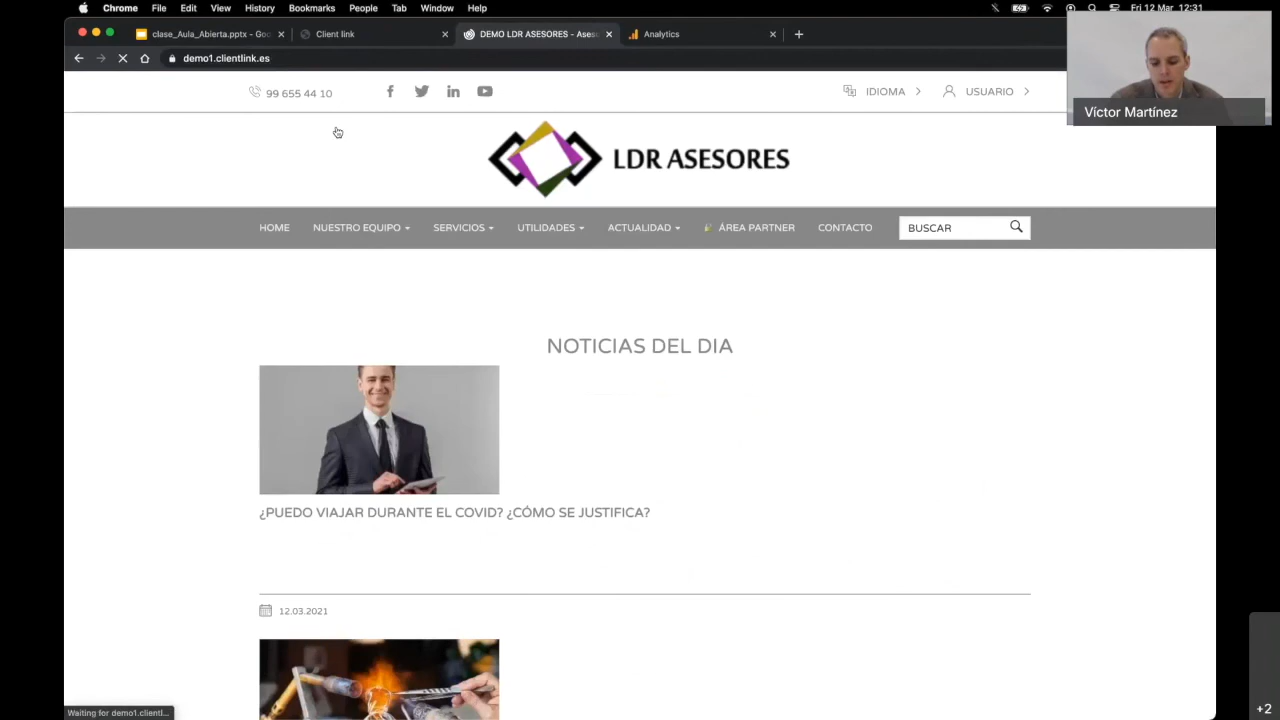 Chrome File Edit View History Bookmarks People Tab Window Help Fri 12 Mar 12:31
clase_Aula_Abierta.pptx - Goo Client link DEMO LDR ASESORES - Ases Analytics
demo1.clientlink.es
99 655 44 10 IDIOMA USUARIO
Víctor Martínez
LDR ASESORES
HOME NUESTRO EQUIPO SERVICIOS UTILIDADES ACTUALIDAD ÁREA PARTNER CONTACTO BUSCAR
NOTICIAS DEL DIA
¿PUEDO VIAJAR DURANTE EL COVID? ¿CÓMO SE JUSTIFICA?
12.03.2021
Waiting for demo1.clientl...
+2